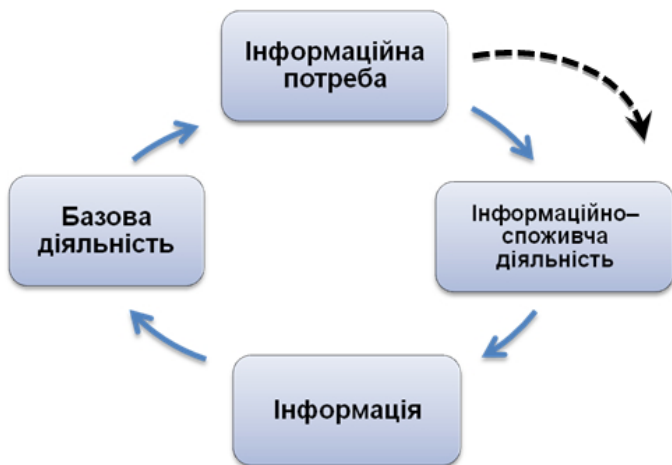 Інформаційна
потреба
Базова
діяльність
Інформаційно–
споживча
діяльність
Інформація